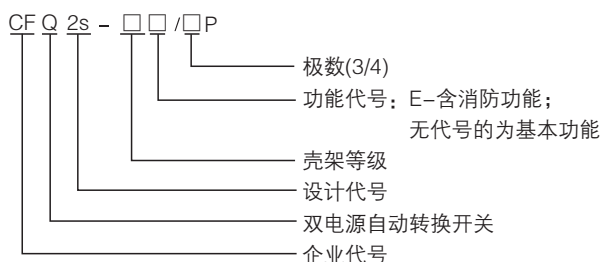 CF Q 2s – □ □ /□P
极数(3/4)
功能代号：E–含消防功能；
无代号的为基本功能
壳架等级
设计代号
双电源自动转换开关
企业代号